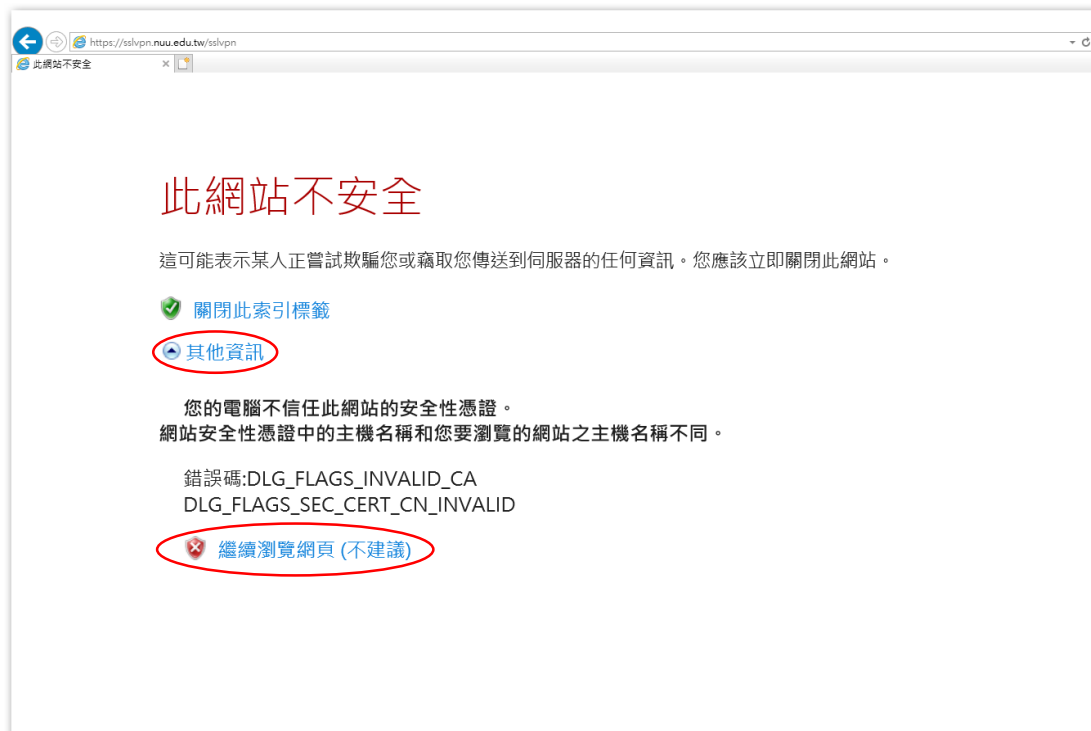 https://sslvpn.nuu.edu.tw/sslvpn
此網站不安全
此網站不安全
這可能表示某人正嘗試欺騙您或竊取您傳送到伺服器的任何資訊。您應該立即關閉此網站。
關閉此索引標籤
其他資訊
您的電腦不信任此網站的安全性憑證。
網站安全性憑證中的主機名稱和您要瀏覽的網站之主機名稱不同。
錯誤碼:DLG_FLAGS_INVALID_CA
DLG_FLAGS_SEC_CERT_CN_INVALID
繼續瀏覽網頁 (不建議)